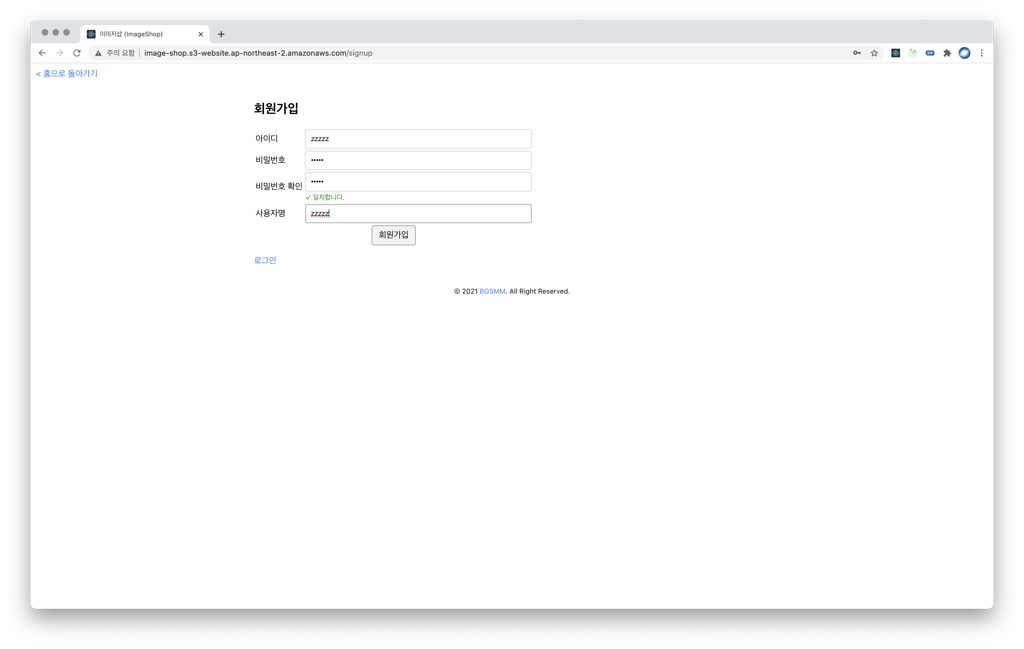 이미지샵 (ImageShop)
주의 요함 image-shop.s3-website.ap-northeast-2.amazonaws.com/signup
< 홈으로 돌아가기
회원가입
아이디 zzzzz
비밀번호 •••••
비밀번호 확인 •••••
✓ 일치합니다.
사용자명 zzzzz
회원가입
로그인
© 2021 BGSMM. All Right Reserved.